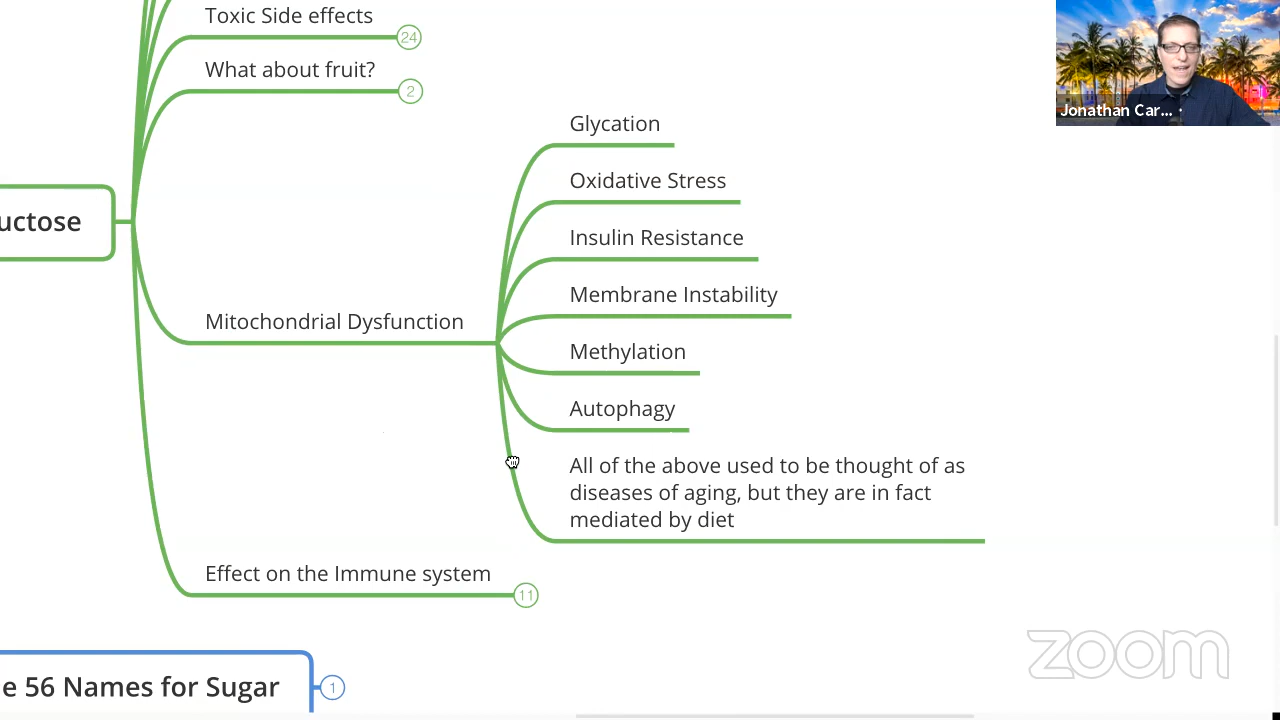 Toxic Side effects
24
What about fruit?
2
Jonathan Car...
Glycation
Oxidative Stress
uctose
Insulin Resistance
Membrane Instability
Mitochondrial Dysfunction
Methylation
Autophagy
All of the above used to be thought of as
diseases of aging, but they are in fact
mediated by diet
Effect on the Immune system
11
zoom
e 56 Names for Sugar
1